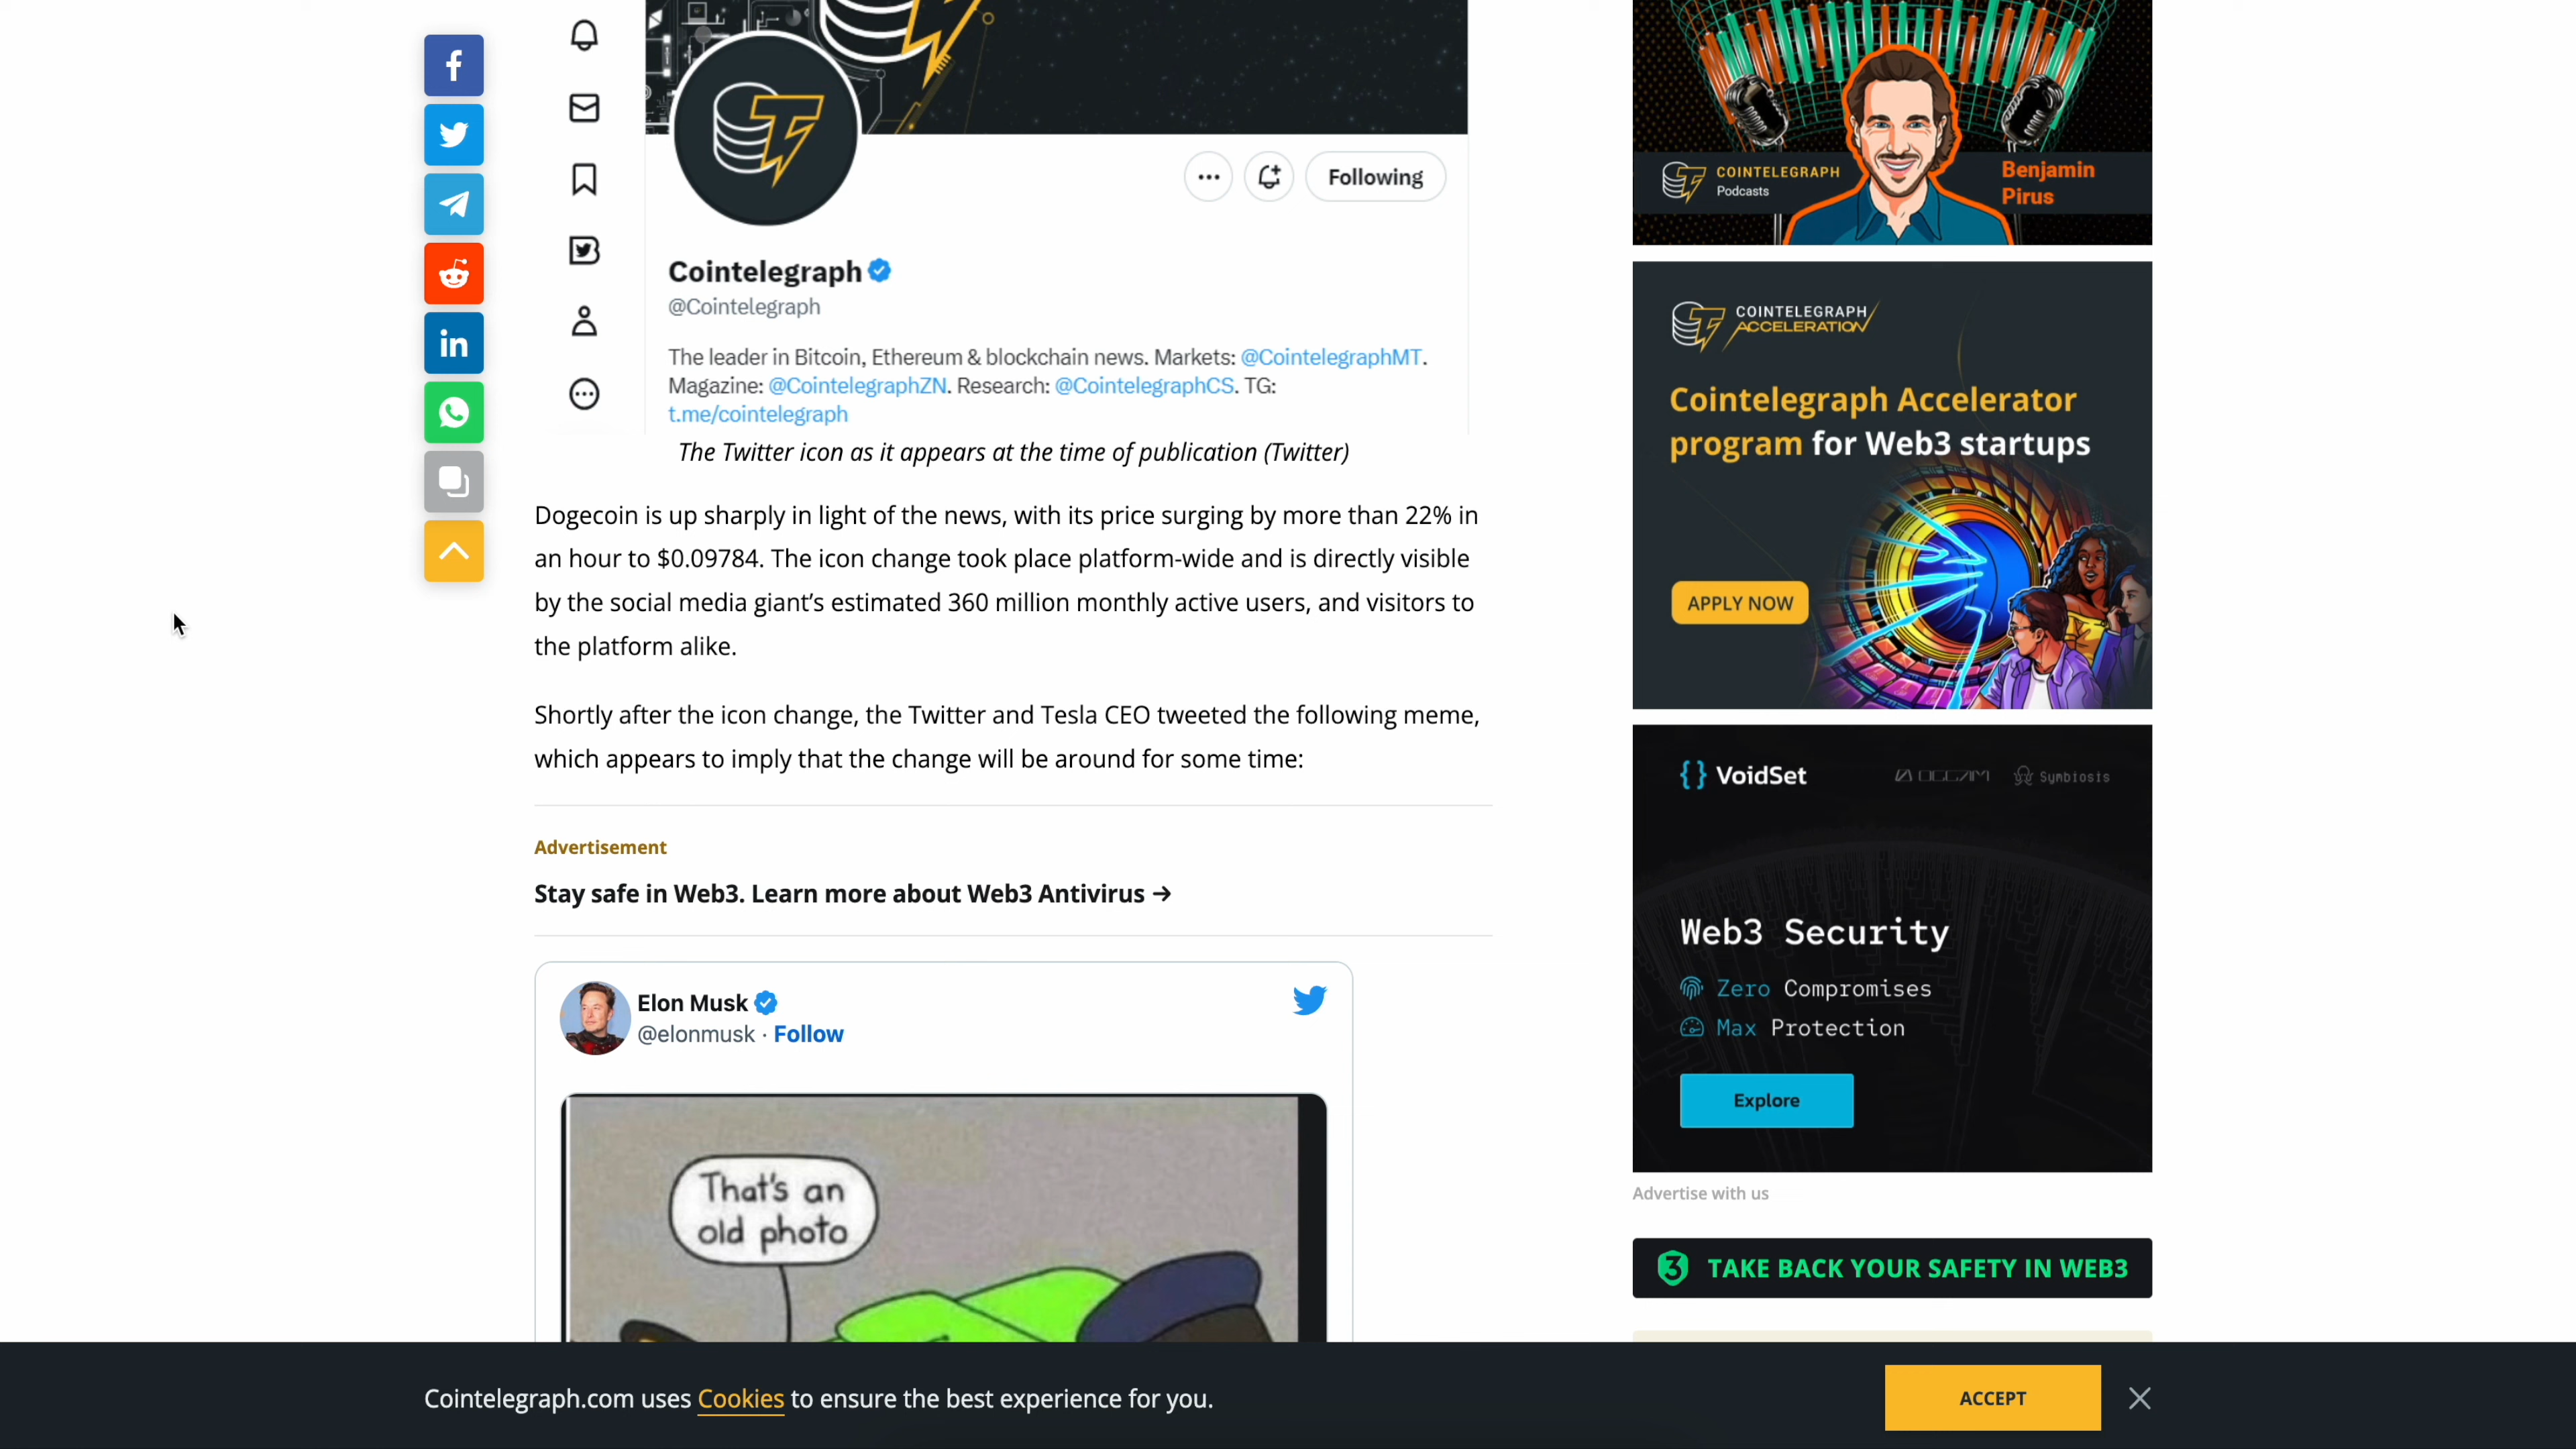 Cointelegraph
@Cointelegraph
Following
The leader in Bitcoin, Ethereum & blockchain news. Markets: @CointelegraphMT.
Magazine: @CointelegraphZN. Research: @CointelegraphCS. TG:
t.me/cointelegraph
The Twitter icon as it appears at the time of publication (Twitter)
Dogecoin is up sharply in light of the news, with its price surging by more than 22% in
an hour to $0.09784. The icon change took place platform-wide and is directly visible
by the social media giant’s estimated 360 million monthly active users, and visitors to
the platform alike.
Shortly after the icon change, the Twitter and Tesla CEO tweeted the following meme,
which appears to imply that the change will be around for some time:
Advertisement
Stay safe in Web3. Learn more about Web3 Antivirus →
Elon Musk
@elonmusk · Follow
That's an
old photo
COINTELEGRAPH
Podcasts
Benjamin
Pirus
COINTELEGRAPH
ACCELERATION
Cointelegraph Accelerator
program for Web3 startups
APPLY NOW
{} VoidSet
Symbiosis
Web3 Security
Zero Compromises
Max Protection
Explore
Advertise with us
TAKE BACK YOUR SAFETY IN WEB3
Cointelegraph.com uses Cookies to ensure the best experience for you.
ACCEPT